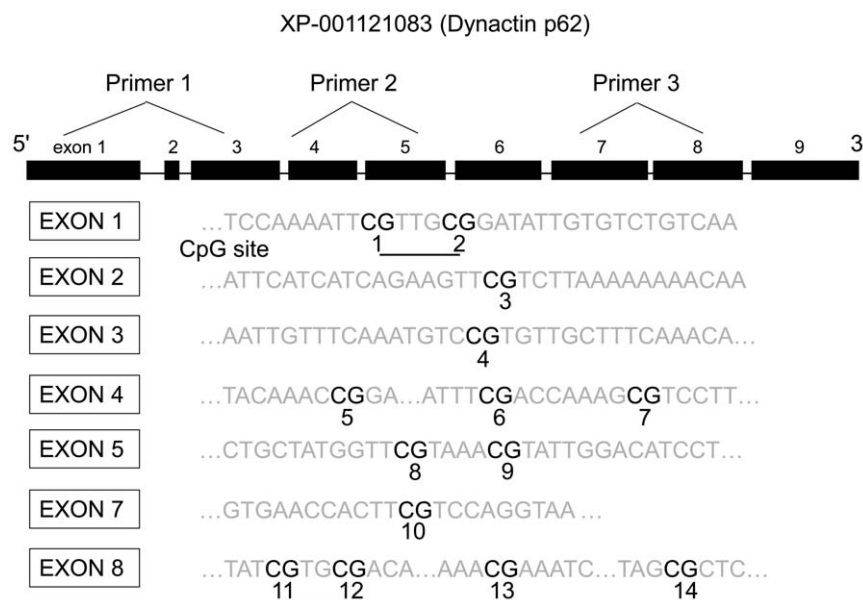 XP-001121083 (Dynactin p62)
Primer 1 Primer 2 Primer 3
5' exon 1 2 3 4 5 6 7 8 9 3
EXON 1 ...TCCAAAATTCGTTGCGGATATTGTGTCTGTCAA
CpG site 1 2
EXON 2 ...ATTCATCATCAGAAGTTCGTCTTAAAAAAAACAA
3
EXON 3 ...AATTGTTTCAAATGTCCGTGTTGCTTTCAAACA...
4
EXON 4 ...TACAAACCGGA...ATTTCGACCAAAGCGTCCTT...
5 6 7
EXON 5 ...CTGCTATGGTTCGTAAACGTATTGGACATCCT...
8 9
EXON 7 ...GTGAACCACTTCGTCCAGGTAA ...
10
EXON 8 ...TATCGTGCGACA...AAACGAAATC...TAGCGCTC...
11 12 13 14